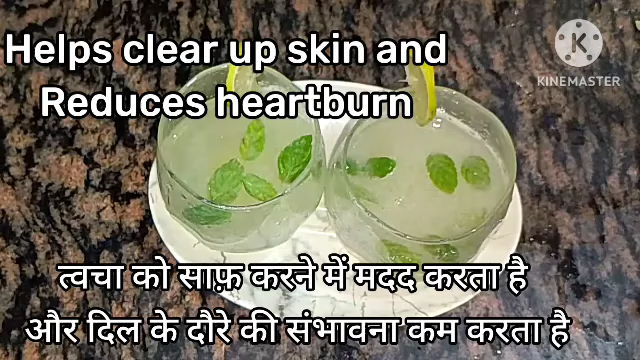 Helps clear up skin and
Reduces heartburn
K
KINEMASTER
त्वचा को साफ़ करने में मदद करता है
और दिल के दौरे की संभावना कम करता है